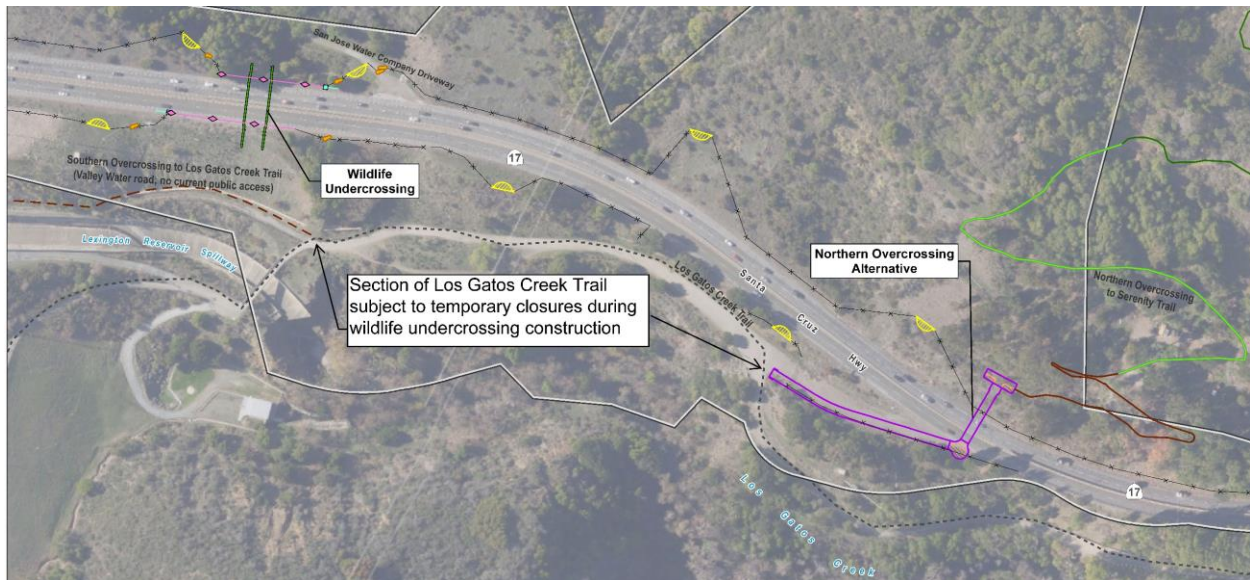 San Jose Water Company Driveway
17
Wildlife
Undercrossing
Southern Overcrossing to Los Gatos Creek Trail
(Valley Water road, no current public access)
Lexington Reservoir Spillway
Section of Los Gatos Creek Trail
subject to temporary closures during
wildlife undercrossing construction
Los Gatos Creek Trail
Santa Cruz Hwy
Northern Overcrossing
Alternative
Northern Overcrossing
to Serenity Trail
17
Los Gatos Creek